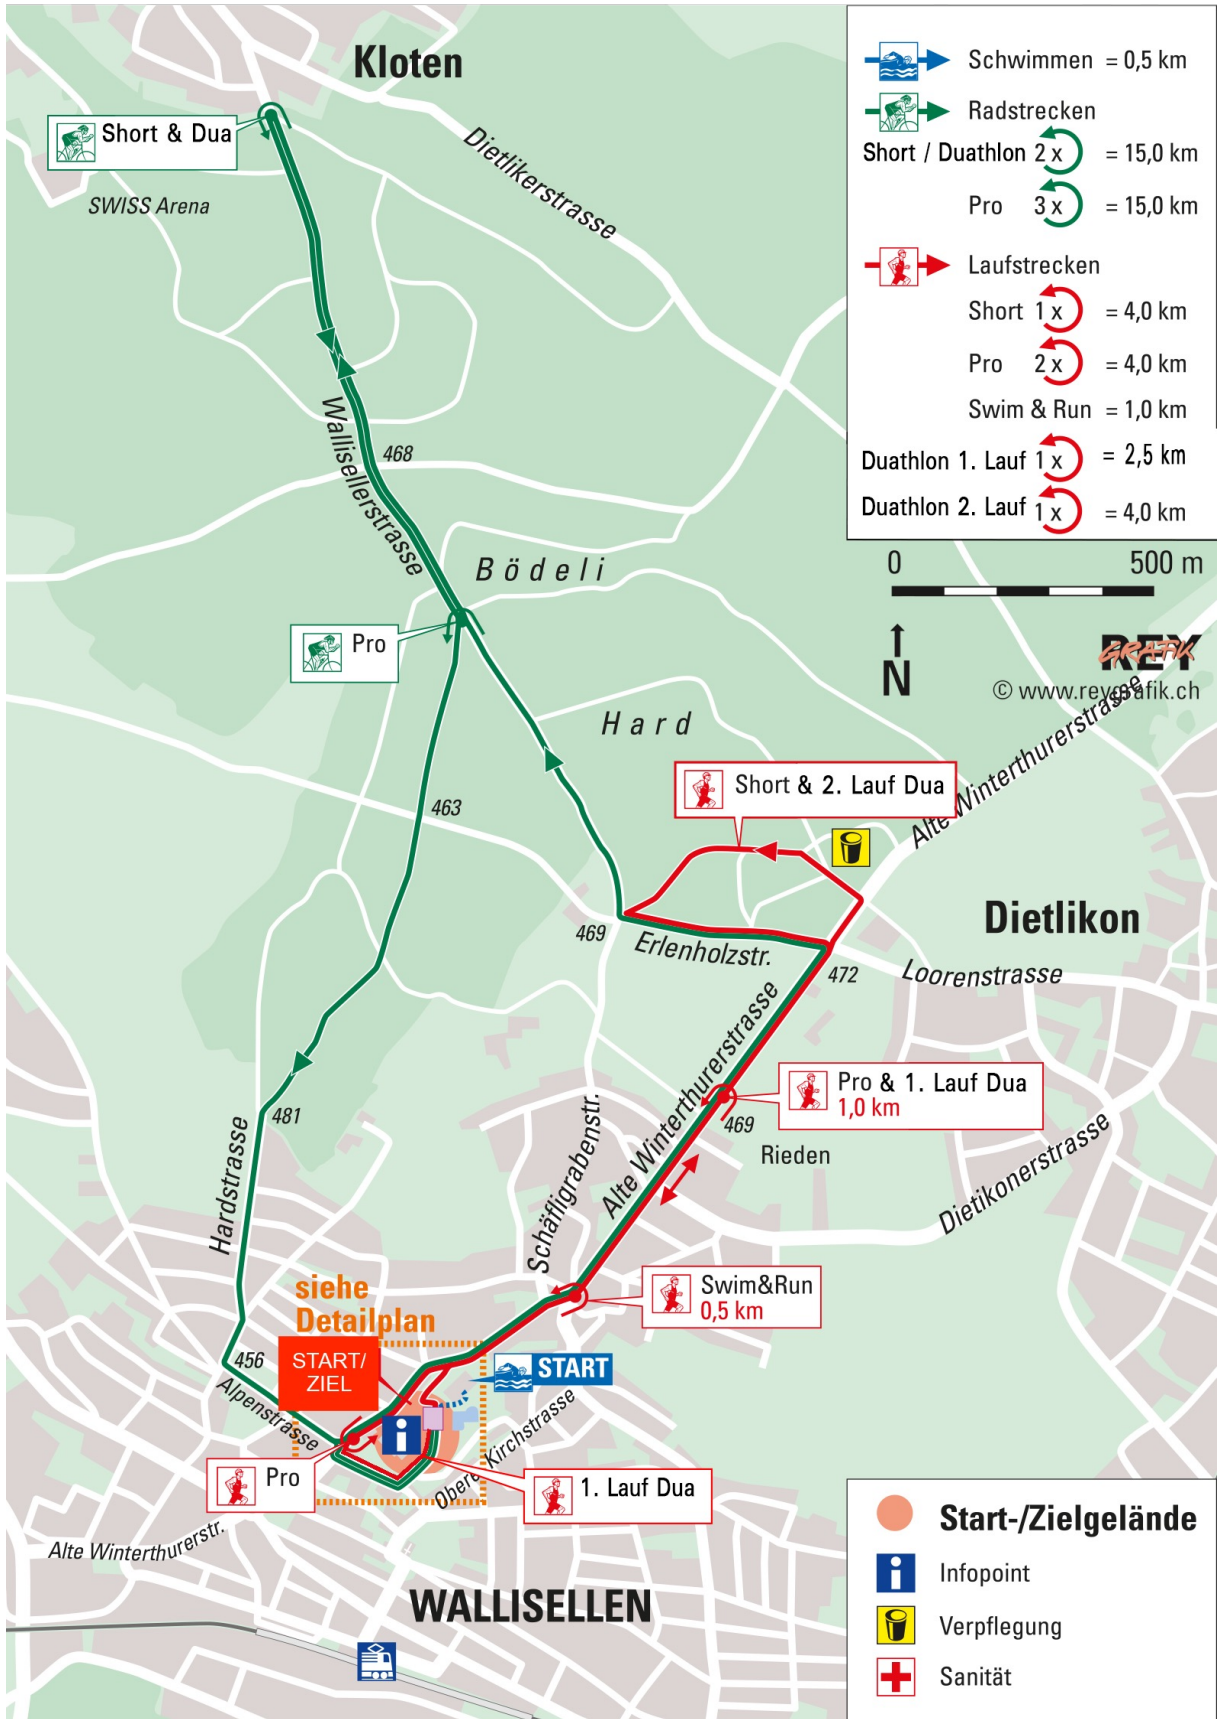 Kloten
Short & Dua
SWISS Arena
Dietlikerstrasse
Schwimmen = 0,5 km
Radstrecken
Short / Duathlon 2 x = 15,0 km
Pro 3 x = 15,0 km
Laufstrecken
Short 1 x = 4,0 km
Pro 2 x = 4,0 km
Swim & Run = 1,0 km
Duathlon 1. Lauf 1 x = 2,5 km
Duathlon 2. Lauf 1 x = 4,0 km
0 500 m
N
REY
GRAFIK
© www.reygrafik.ch
Wallisellerstrasse
468
Bödeli
Pro
Hard
463
Short & 2. Lauf Dua
Alte Winterthurerstrasse
Dietlikon
469
Erlenholzstr.
472
Loorenstrasse
Alte Winterthurerstrasse
Pro & 1. Lauf Dua
1,0 km
469
Rieden
Dietikonerstrasse
481
Hardstrasse
Schäfligrabenstr.
Swim&Run
0,5 km
siehe
Detailplan
START/
ZIEL
START
456
Alpenstrasse
i
Obere Kirchstrasse
Pro
1. Lauf Dua
Alte Winterthurerstr.
WALLISELLEN
Start-/Zielgelände
i
Infopoint
Verpflegung
Sanität